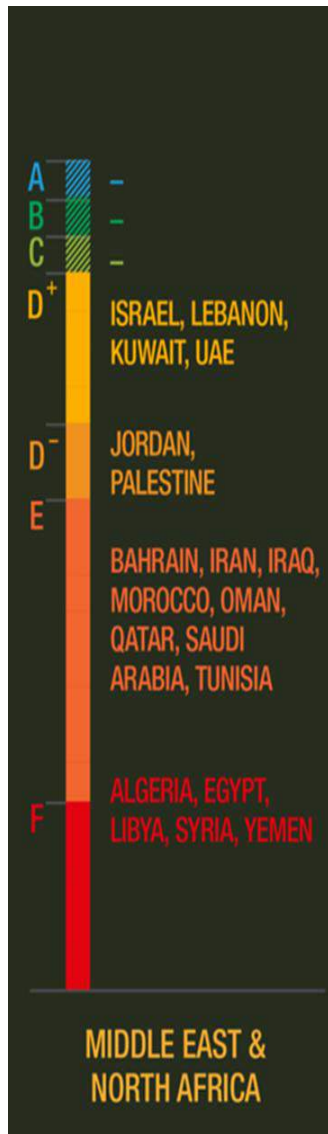 A –
B –
C –
D+
ISRAEL, LEBANON,
KUWAIT, UAE
D–
JORDAN,
PALESTINE
E
BAHRAIN, IRAN, IRAQ,
MOROCCO, OMAN,
QATAR, SAUDI
ARABIA, TUNISIA
F
ALGERIA, EGYPT,
LIBYA, SYRIA, YEMEN
MIDDLE EAST &
NORTH AFRICA